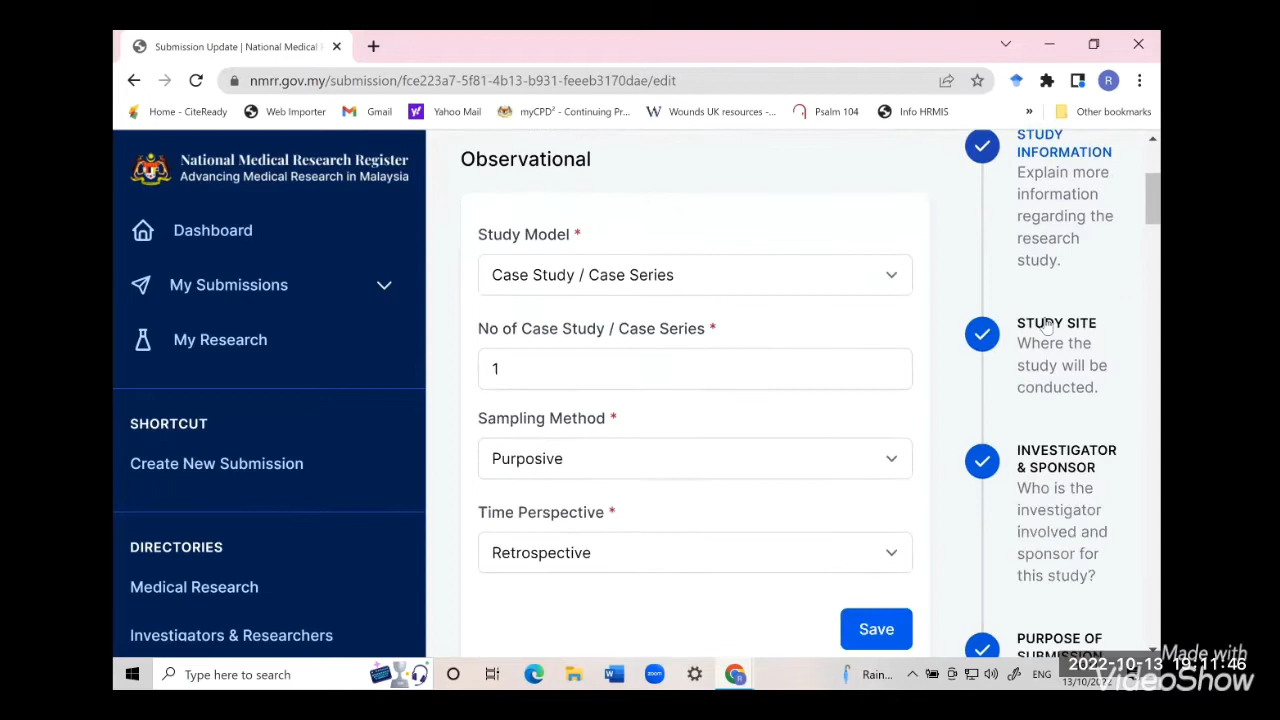 Submission Update | National Medical R
nmrr.gov.my/submission/fce223a7-5f81-4b13-b931-feeeb3170dae/edit
R
Home - CiteReady
Web Importer
Gmail
Yahoo Mail
myCPD² - Continuing Pr...
W
Wounds UK resources -...
Psalm 104
Info HRMIS
»
Other bookmarks
National Medical Research Register
Advancing Medical Research in Malaysia
Dashboard
My Submissions
My Research
SHORTCUT
Create New Submission
DIRECTORIES
Medical Research
Investigators & Researchers
Observational
Study Model *
Case Study / Case Series
No of Case Study / Case Series *
1
Sampling Method *
Purposive
Time Perspective *
Retrospective
Save
STUDY
INFORMATION
Explain more
information
regarding the
research
study.
STUDY SITE
Where the
study will be
conducted.
INVESTIGATOR
& SPONSOR
Who is the
investigator
involved and
sponsor for
this study?
PURPOSE OF
SUBMISSION
Type here to search
zoom
Rain...
ENG
2022-10-13 19:11:46
13/10/2022
Made with
VideoShow